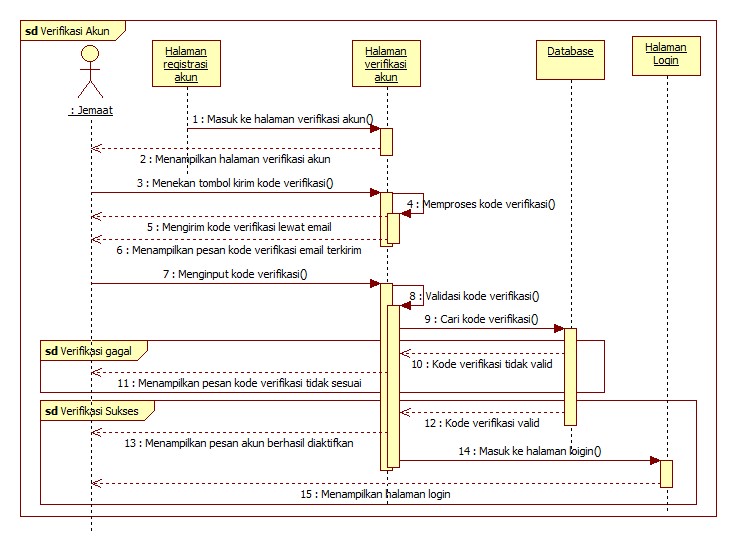 sd Verifikasi Akun
Halaman
registrasi
akun
Halaman
verifikasi
akun
Database
Halaman
Login
: Jemaat
1 : Masuk ke halaman verifikasi akun()
2 : Menampilkan halaman verifikasi akun
3 : Menekan tombol kirim kode verifikasi()
4 : Memproses kode verifikasi()
5 : Mengirim kode verifikasi lewat email
6 : Menampilkan pesan kode verifikasi email terkirim
7 : Menginput kode verifikasi()
8 : Validasi kode verifikasi()
9 : Cari kode verifikasi()
sd Verifikasi gagal
10 : Kode verifikasi tidak valid
11 : Menampilkan pesan kode verifikasi tidak sesuai
sd Verifikasi Sukses
12 : Kode verifikasi valid
13 : Menampilkan pesan akun berhasil diaktifkan
14 : Masuk ke halaman loigin()
15 : Menampilkan halaman login